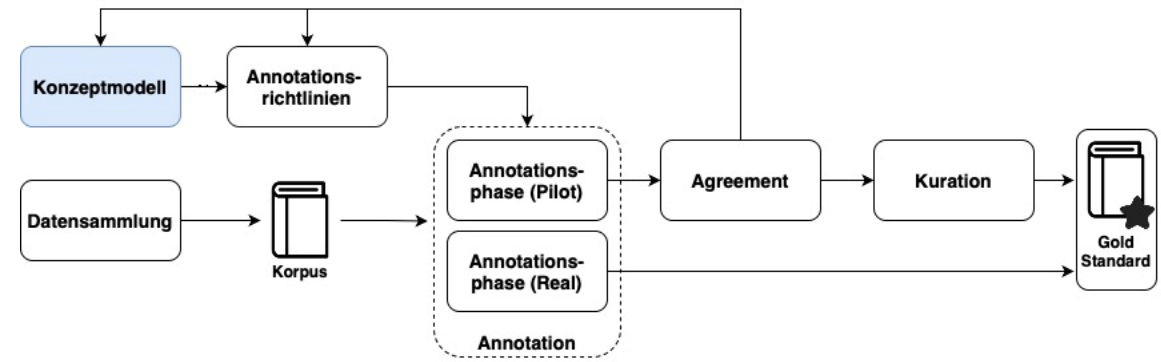 Konzeptmodell
Annotations-
richtlinien
Datensammlung
Korpus
Annotations-
phase (Pilot)
Annotations-
phase (Real)
Annotation
Agreement
Kuration
Gold
Standard